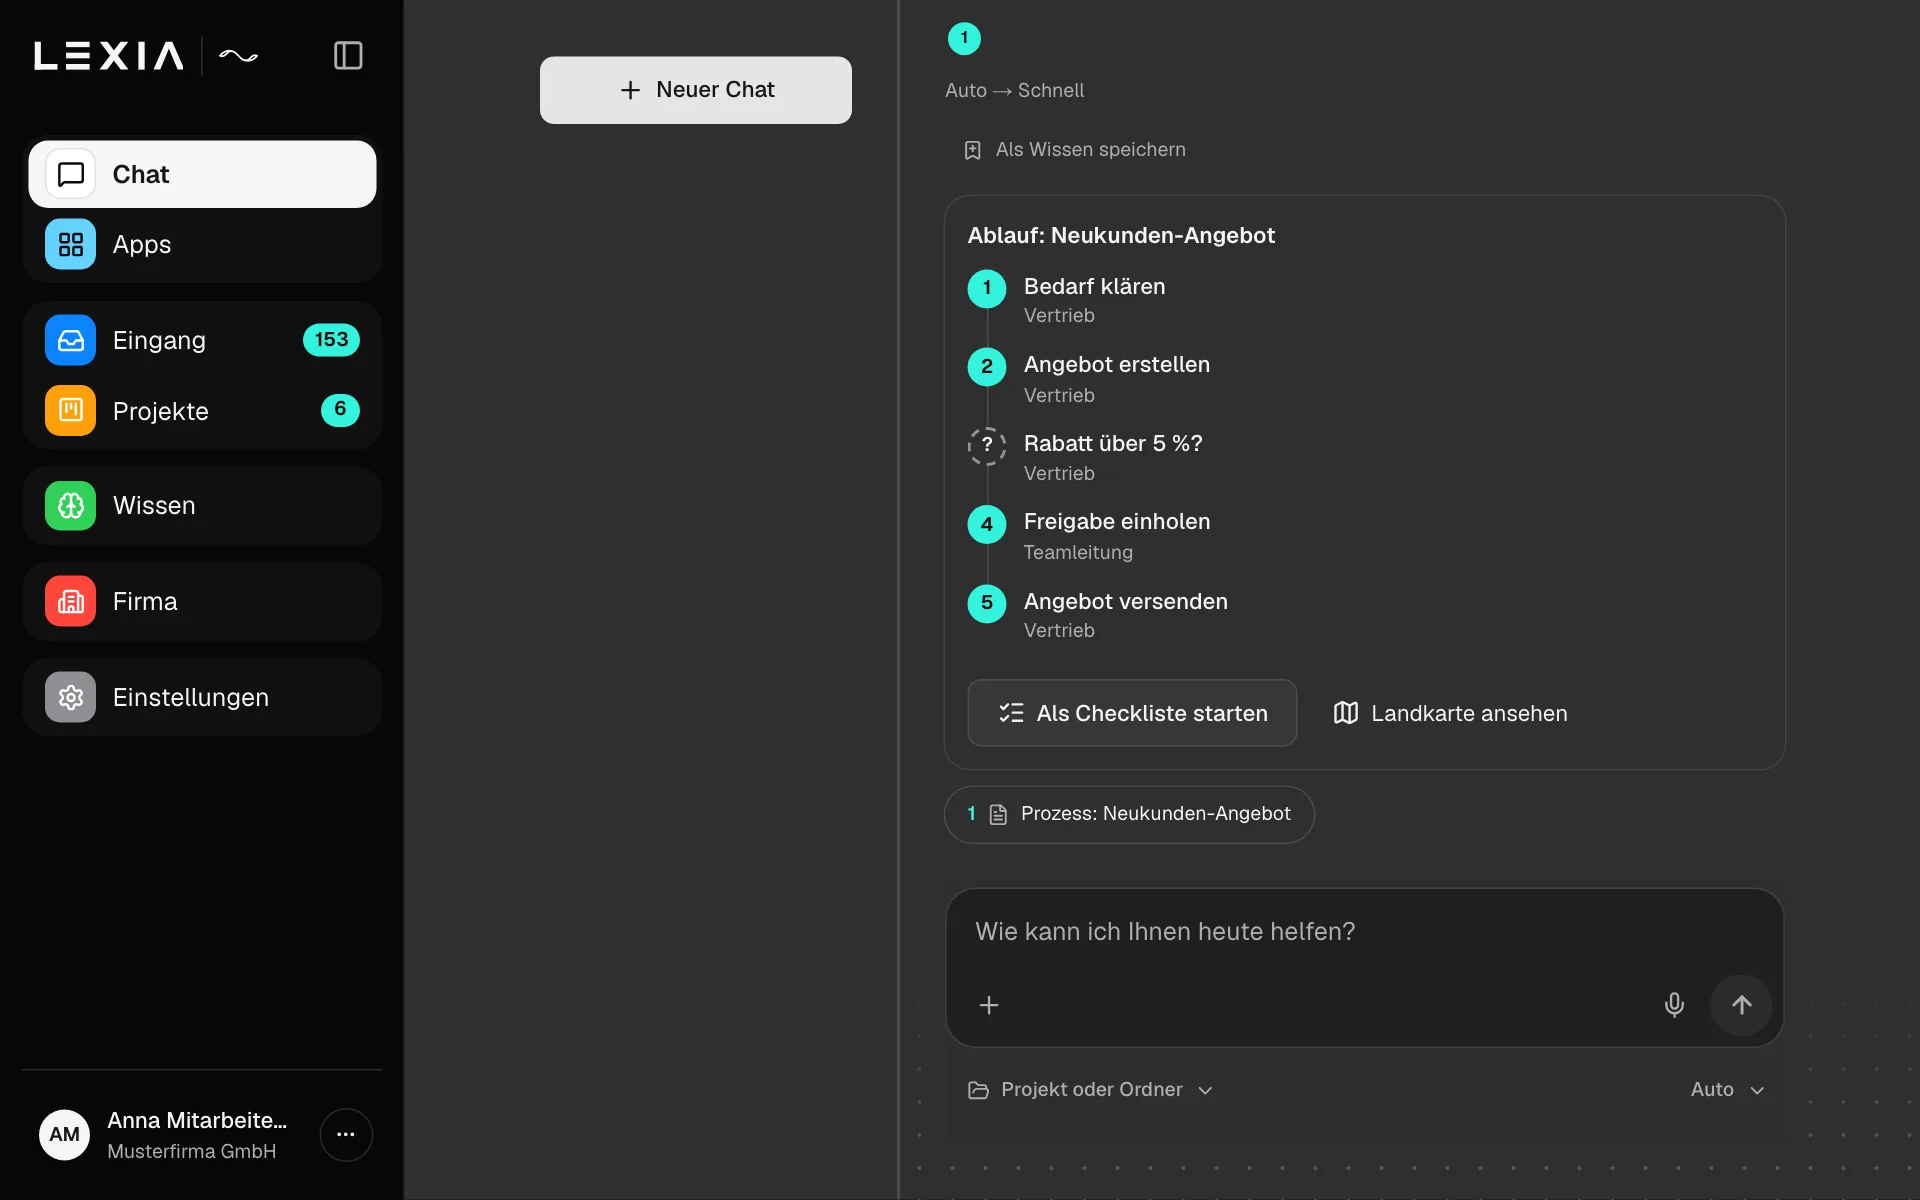 LEXIA
Chat
Apps
Eingang 153
Projekte 6
Wissen
Firma
Einstellungen
AM
Anna Mitarbeite...
Musterfirma GmbH
Neuer Chat
1
Auto → Schnell
Als Wissen speichern
Ablauf: Neukunden-Angebot
1 Bedarf klären
Vertrieb
2 Angebot erstellen
Vertrieb
? Rabatt über 5 %?
Vertrieb
4 Freigabe einholen
Teamleitung
5 Angebot versenden
Vertrieb
Als Checkliste starten
Landkarte ansehen
1 Prozess: Neukunden-Angebot
Wie kann ich Ihnen heute helfen?
Projekt oder Ordner
Auto